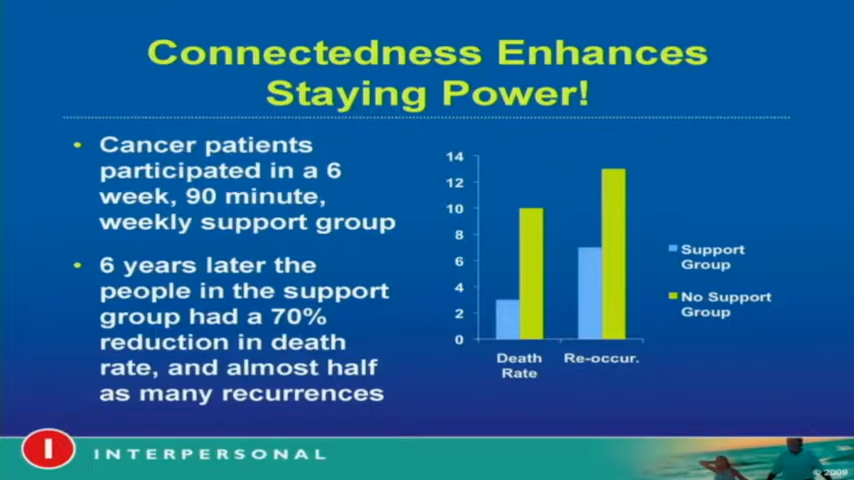 Connectedness Enhances
Staying Power!
• Cancer patients
participated in a 6
week, 90 minute,
weekly support group
• 6 years later the
people in the support
group had a 70%
reduction in death
rate, and almost half
as many recurrences
14
12
10
8
6
4
2
0
Death
Rate
Re-occur.
Support
Group
No Support
Group
I
INTERPERSONAL
© 2009